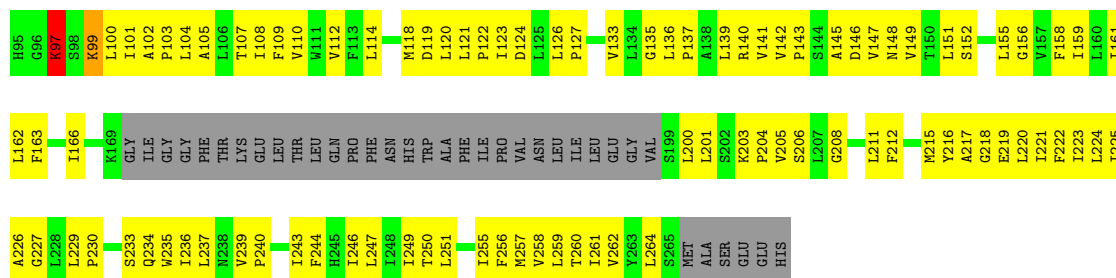 H95 G96 K97 S98 K99 L100 I101 A102 P103 L104 A105 L106 T107 I108 F109 V110 W111 V112 F113 L114 M118 D119 L120 L121 P122 I123 D124 L125 L126 P127 V133 L134 G135 L136 P137 A138 L139 R140 V141 V142 P143 S144 A145 D146 V147 N148 V149 T150 L151 S152 L155 G156 V157 F158 I159 L160 I161
L162 F163 I166 K169 GLY ILE GLY GLY PHE THR LYS GLU LEU THR LEU GLN PRO PHE ASN HIS TRP ALA PHE ILE PRO VAL ASN LEU ILE LEU GLU GLY VAL S199 L200 L201 S202 K203 P204 V205 S206 L207 G208 L211 F212 M215 Y216 A217 G218 E219 L220 I221 F222 I223 L224 I225
A226 G227 L228 L229 P230 S233 Q234 W235 I236 L237 N238 V239 P240 I243 F244 H245 I246 L247 I248 I249 T250 L251 I255 F256 M257 V258 L259 T260 I261 V262 Y263 L264 S265 MET ALA SER GLU GLU HIS